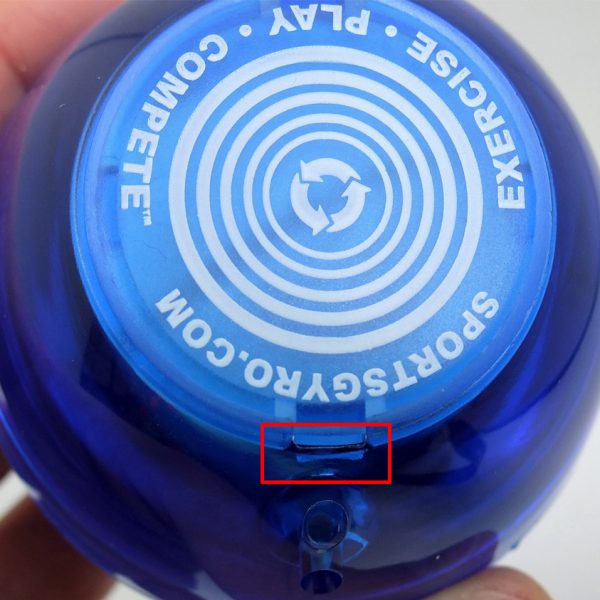 EXERCISE • PLAY • COMPETE™
SPORTSGYRO.COM